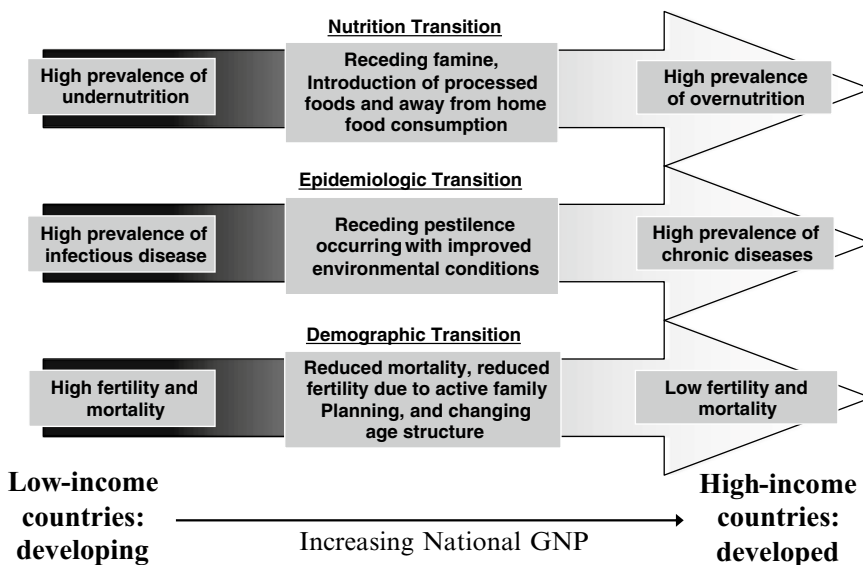 Nutrition Transition
High prevalence of
undernutrition
Receding famine,
Introduction of processed
foods and away from home
food consumption
High prevalence
of overnutrition
Epidemiologic Transition
High prevalence of
infectious disease
Receding pestilence
occurring with improved
environmental conditions
High prevalence of
chronic diseases
Demographic Transition
High fertility and
mortality
Reduced mortality, reduced
fertility due to active family
Planning, and changing
age structure
Low fertility and
mortality
Low-income
countries:
developing
Increasing National GNP
High-income
countries:
developed